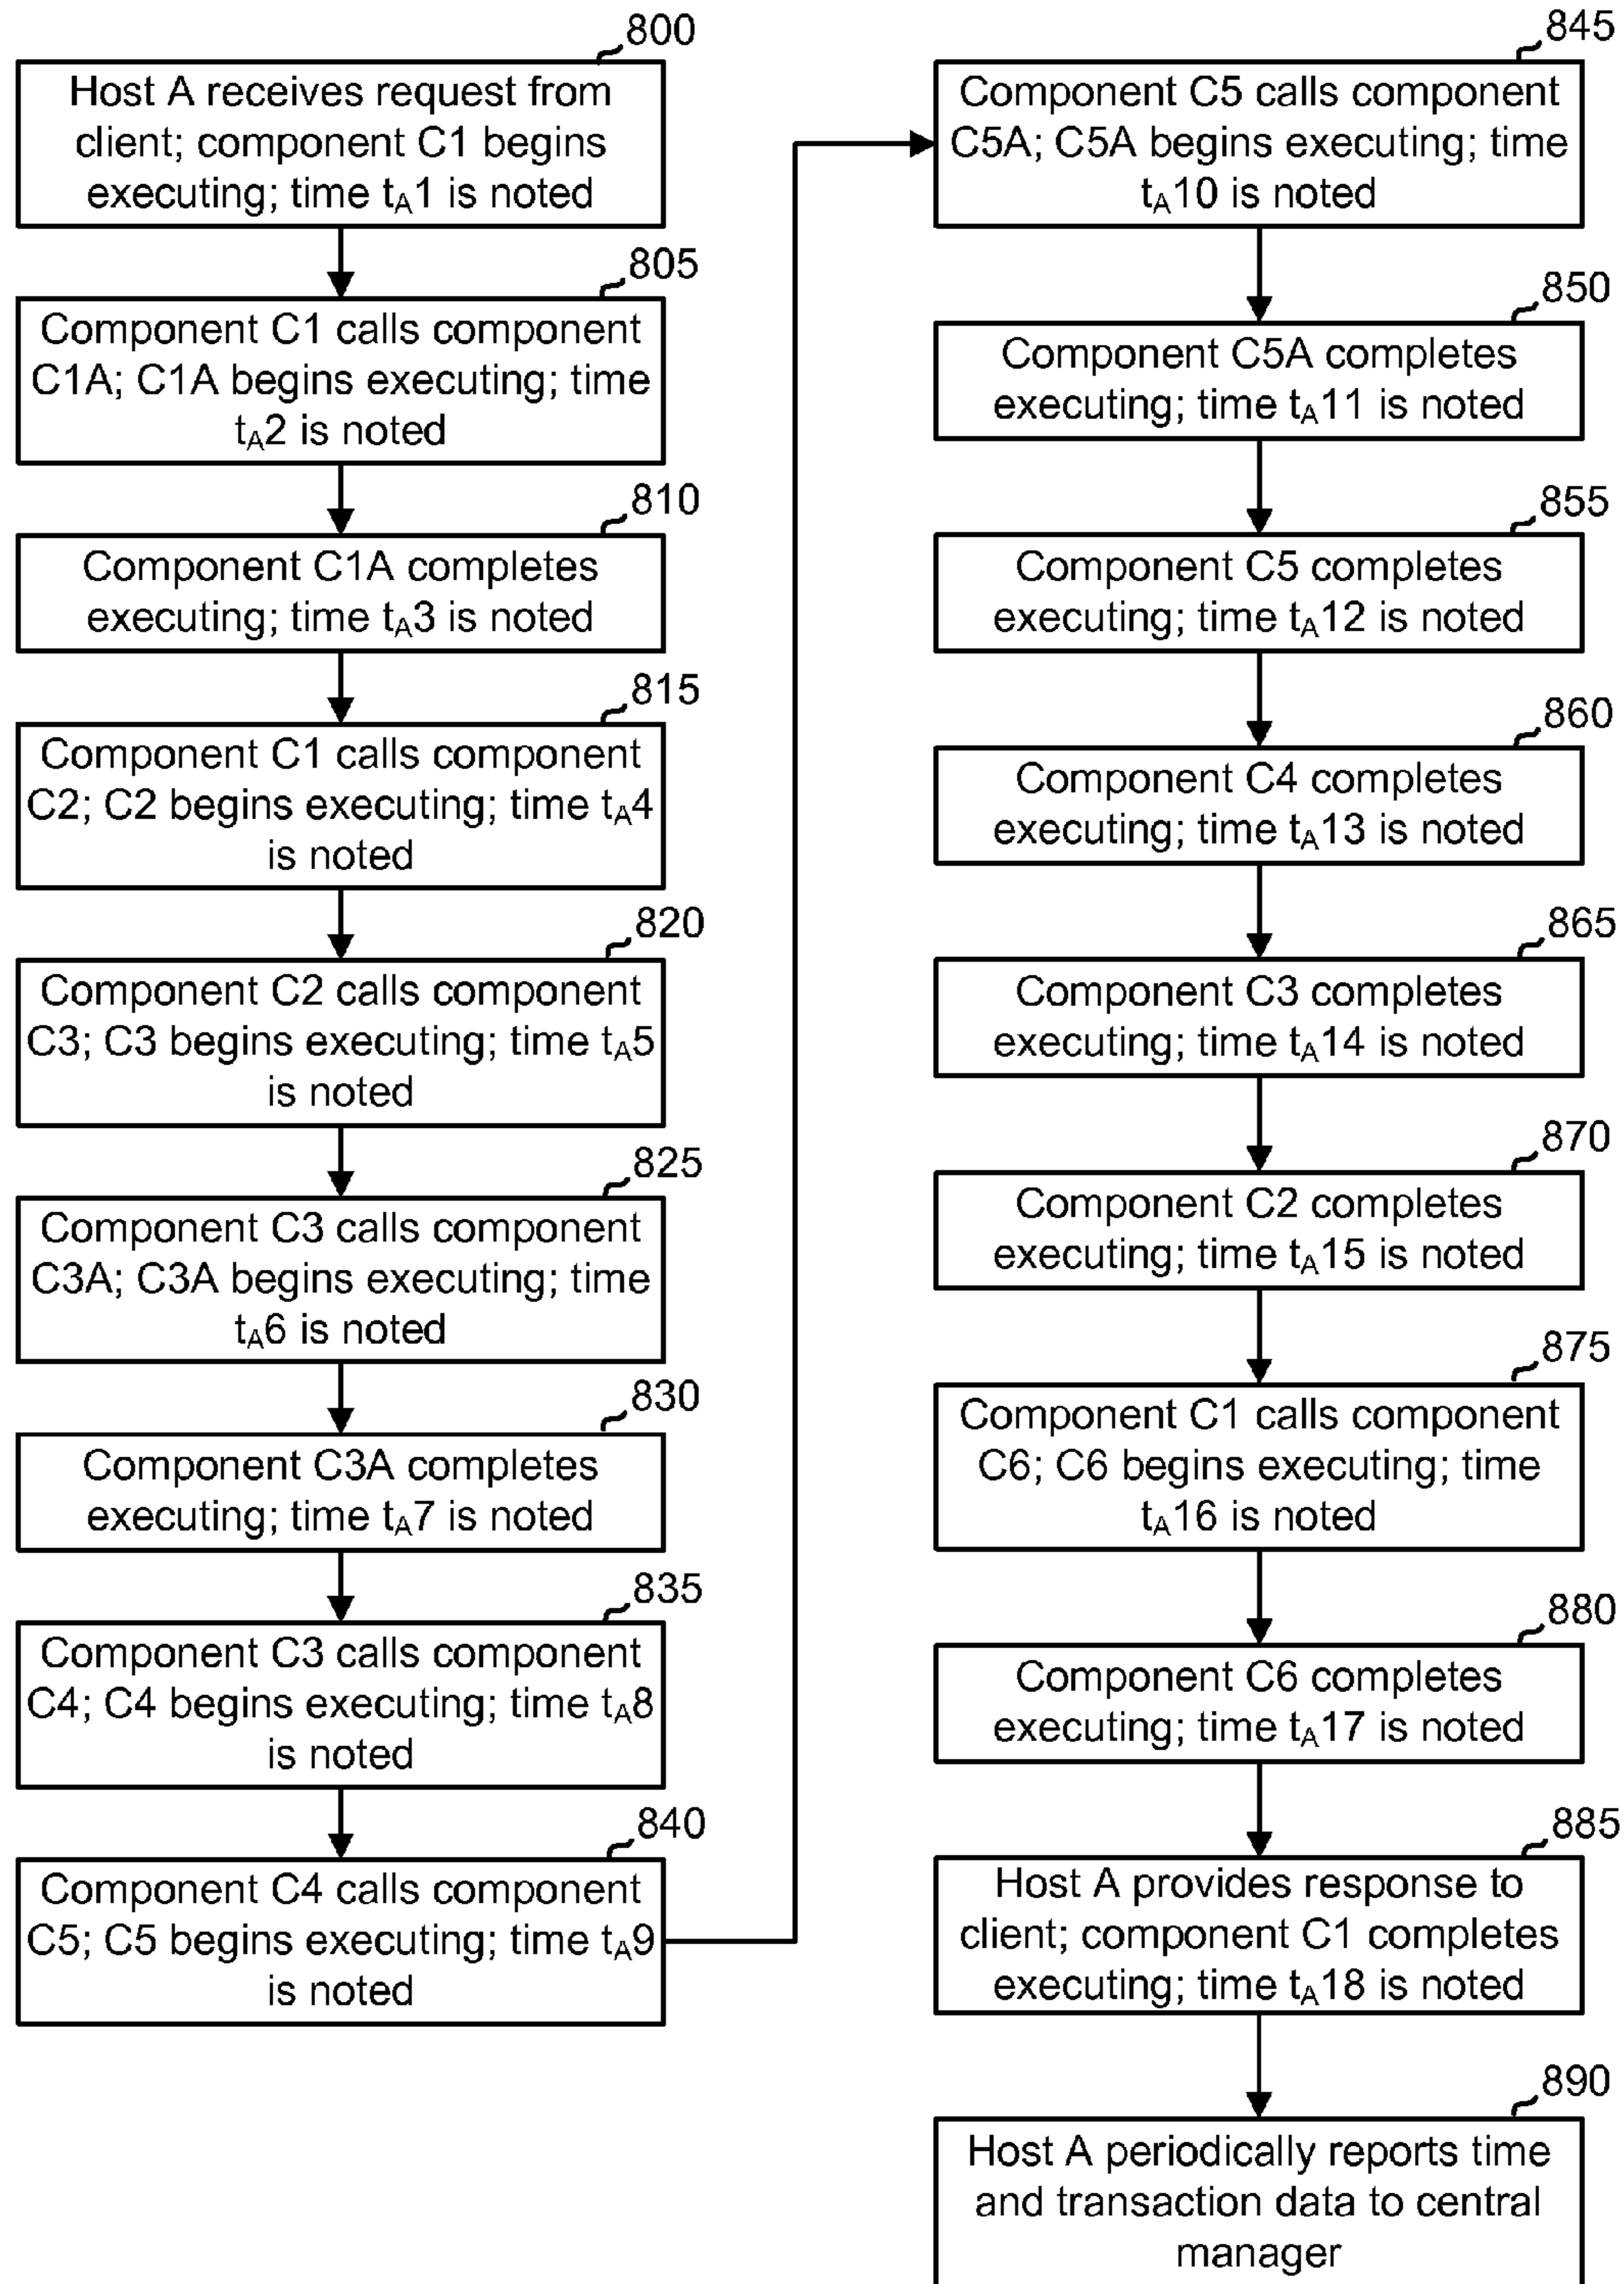 800
Host A receives request from
client; component C1 begins
executing; time tA1 is noted
805
Component C1 calls component
C1A; C1A begins executing; time
tA2 is noted
810
Component C1A completes
executing; time tA3 is noted
815
Component C1 calls component
C2; C2 begins executing; time tA4
is noted
820
Component C2 calls component
C3; C3 begins executing; time tA5
is noted
825
Component C3 calls component
C3A; C3A begins executing; time
tA6 is noted
830
Component C3A completes
executing; time tA7 is noted
835
Component C3 calls component
C4; C4 begins executing; time tA8
is noted
840
Component C4 calls component
C5; C5 begins executing; time tA9
is noted
845
Component C5 calls component
C5A; C5A begins executing; time
tA10 is noted
850
Component C5A completes
executing; time tA11 is noted
855
Component C5 completes
executing; time tA12 is noted
860
Component C4 completes
executing; time tA13 is noted
865
Component C3 completes
executing; time tA14 is noted
870
Component C2 completes
executing; time tA15 is noted
875
Component C1 calls component
C6; C6 begins executing; time
tA16 is noted
880
Component C6 completes
executing; time tA17 is noted
885
Host A provides response to
client; component C1 completes
executing; time tA18 is noted
890
Host A periodically reports time
and transaction data to central
manager